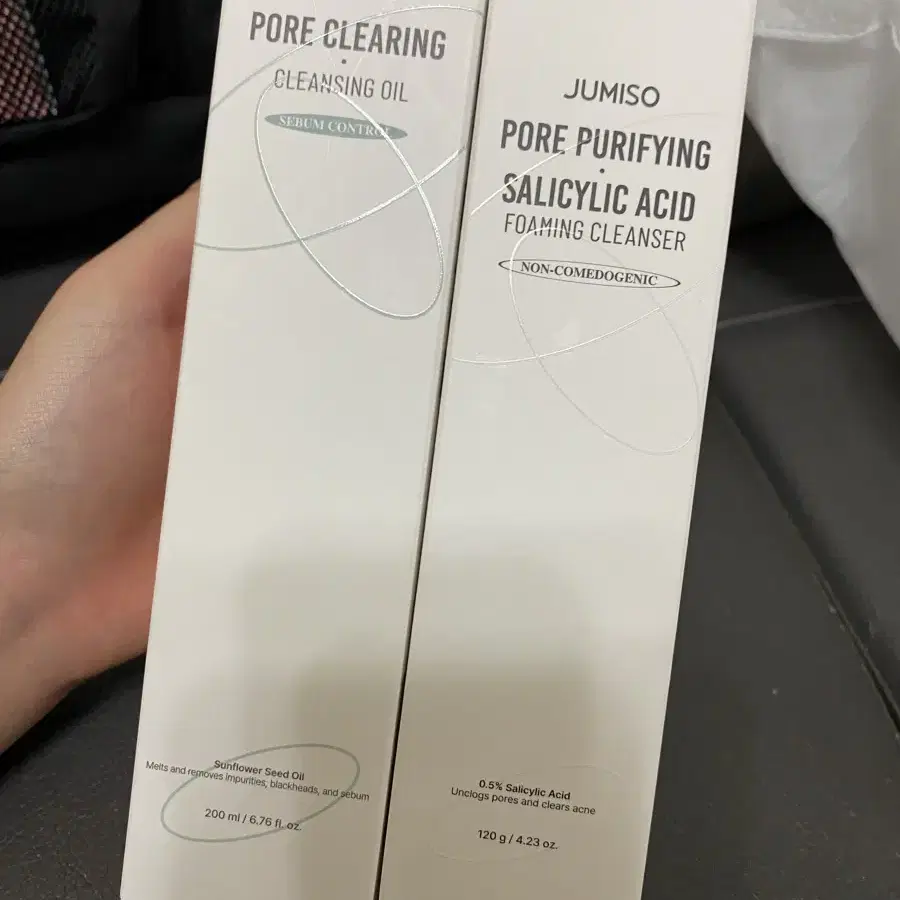 PORE CLEARING
CLEANSING OIL
SEBUM CONTROL
Sunflower Seed Oil
Melts and removes impurities, blackheads, and sebum
200 ml / 6.76 fl. oz.
JUMISO
PORE PURIFYING
SALICYLIC ACID
FOAMING CLEANSER
NON-COMEDOGENIC
0.5% Salicylic Acid
Unclogs pores and clears acne
120 g / 4.23 oz.